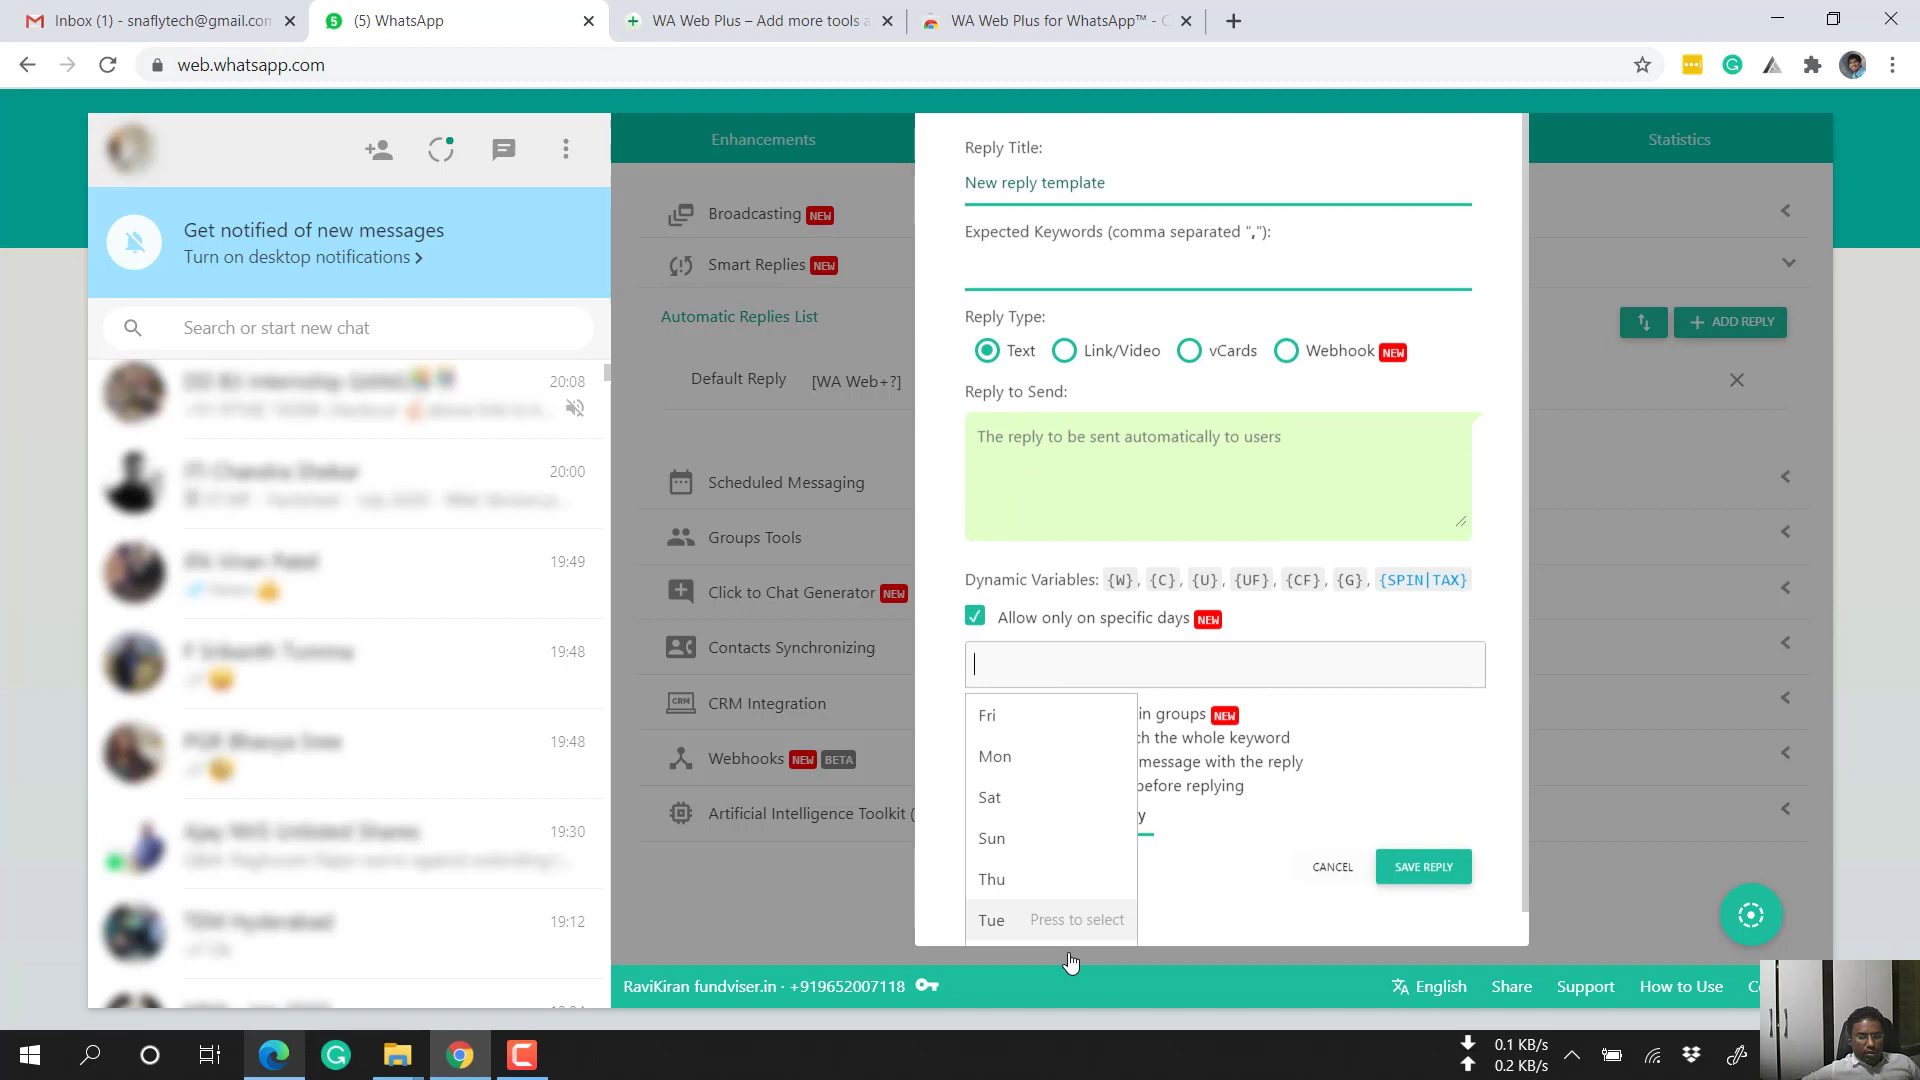 Inbox (1) - snaflytech@gmail.com
(5) WhatsApp
WA Web Plus – Add more tools a
WA Web Plus for WhatsApp™ - C
web.whatsapp.com
Get notified of new messages
Turn on desktop notifications >
Search or start new chat
20:08
20:00
19:49
19:48
19:48
19:30
19:12
Enhancements
Statistics
Broadcasting NEW
Smart Replies NEW
Automatic Replies List
+ ADD REPLY
Default Reply [WA Web+?]
Scheduled Messaging
Groups Tools
Click to Chat Generator NEW
Contacts Synchronizing
CRM
CRM Integration
Webhooks NEW BETA
Artificial Intelligence Toolkit (
Reply Title:
New reply template
Expected Keywords (comma separated ","):
Reply Type:
Text Link/Video vCards Webhook NEW
Reply to Send:
The reply to be sent automatically to users
Dynamic Variables: {W}, {C}, {U}, {UF}, {CF}, {G}, {SPIN|TAX}
Allow only on specific days NEW
Fri
Mon
Sat
Sun
Thu
Tue Press to select
in groups NEW
ch the whole keyword
message with the reply
before replying
y
CANCEL
SAVE REPLY
RaviKiran fundviser.in · +919652007118
English
Share
Support
How to Use
0.1 KB/s
0.2 KB/s